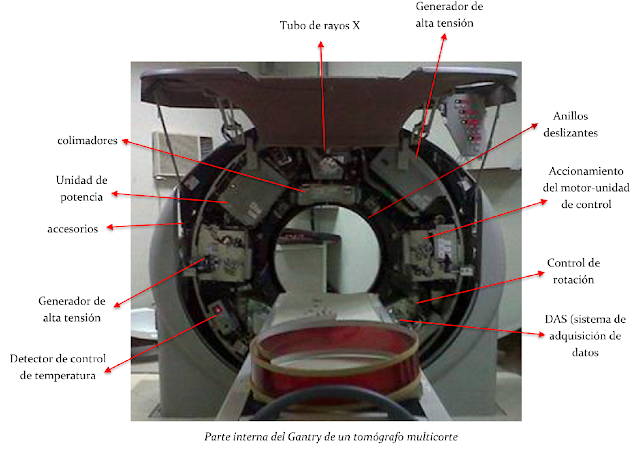 Tubo de rayos X
Generador de
alta tensión
colimadores
Anillos
deslizantes
Unidad de
potencia
Accionamiento
del motor-unidad
de control
accesorios
Control de
rotación
Generador de
alta tensión
DAS (sistema de
adquisición de
datos
Detector de control
de temperatura
Parte interna del Gantry de un tomógrafo multicorte